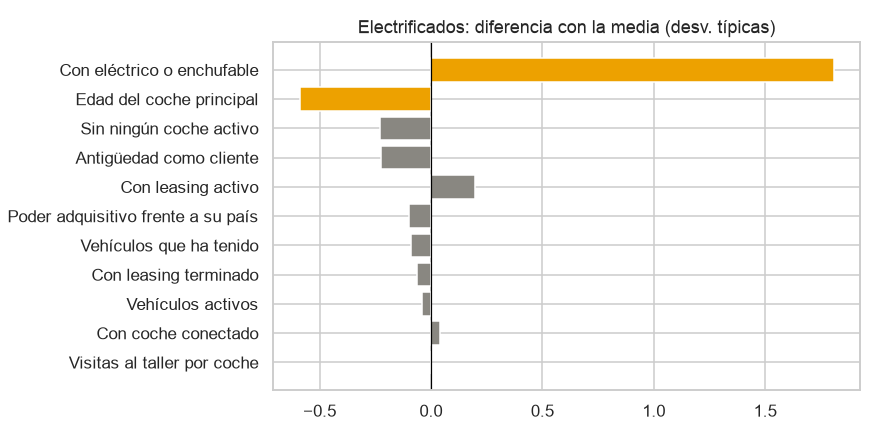 Electrificados: diferencia con la media (desv. típicas)
Con eléctrico o enchufable
Edad del coche principal
Sin ningún coche activo
Antigüedad como cliente
Con leasing activo
Poder adquisitivo frente a su país
Vehículos que ha tenido
Con leasing terminado
Vehículos activos
Con coche conectado
Visitas al taller por coche
−0.5 0.0 0.5 1.0 1.5